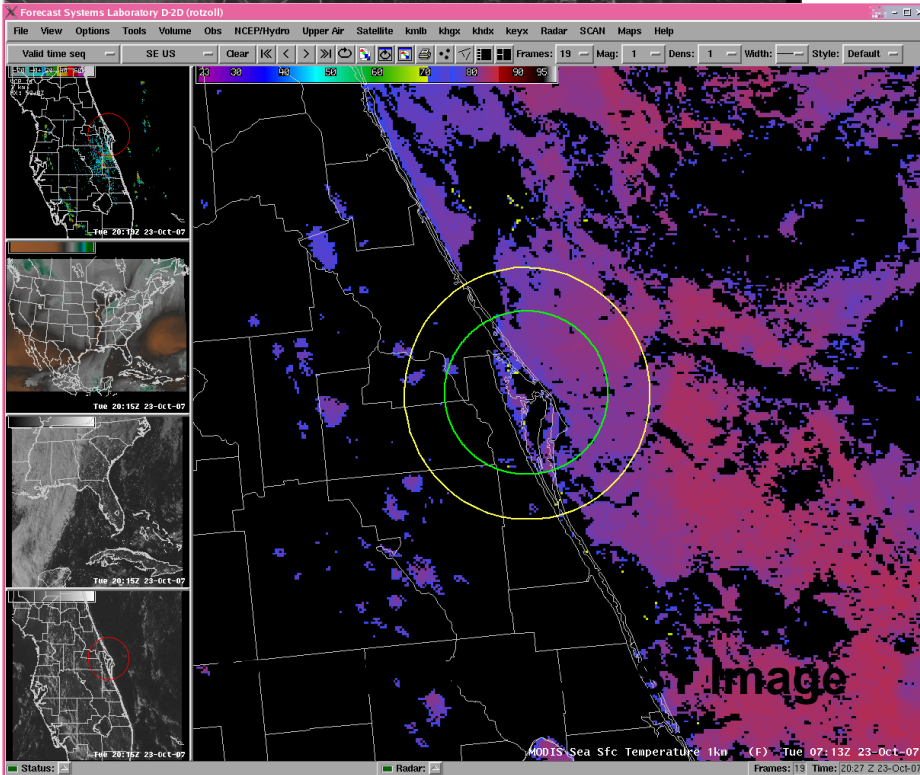 Forecast Systems Laboratory D-2D (rotzoll)
File View Options Tools Volume Obs NCEP/Hydro Upper Air Satellite kmlb khgx khdx keyx Radar SCAN Maps Help
Valid time seq SE US Clear Frames: 19 Mag: 1 Dens: 1 Width: Style: Default
23 30 40 50 60 70 80 90 95
Tue 20:13Z 23-Oct-07
Tue 20:15Z 23-Oct-07
Tue 20:15Z 23-Oct-07
Tue 20:15Z 23-Oct-07
Image
MODIS Sea Sfc Temperature 1km (F) Tue 07:13Z 23-Oct-07
Status: Radar: Frames: 19 Time: 20:27 Z 23-Oct-07